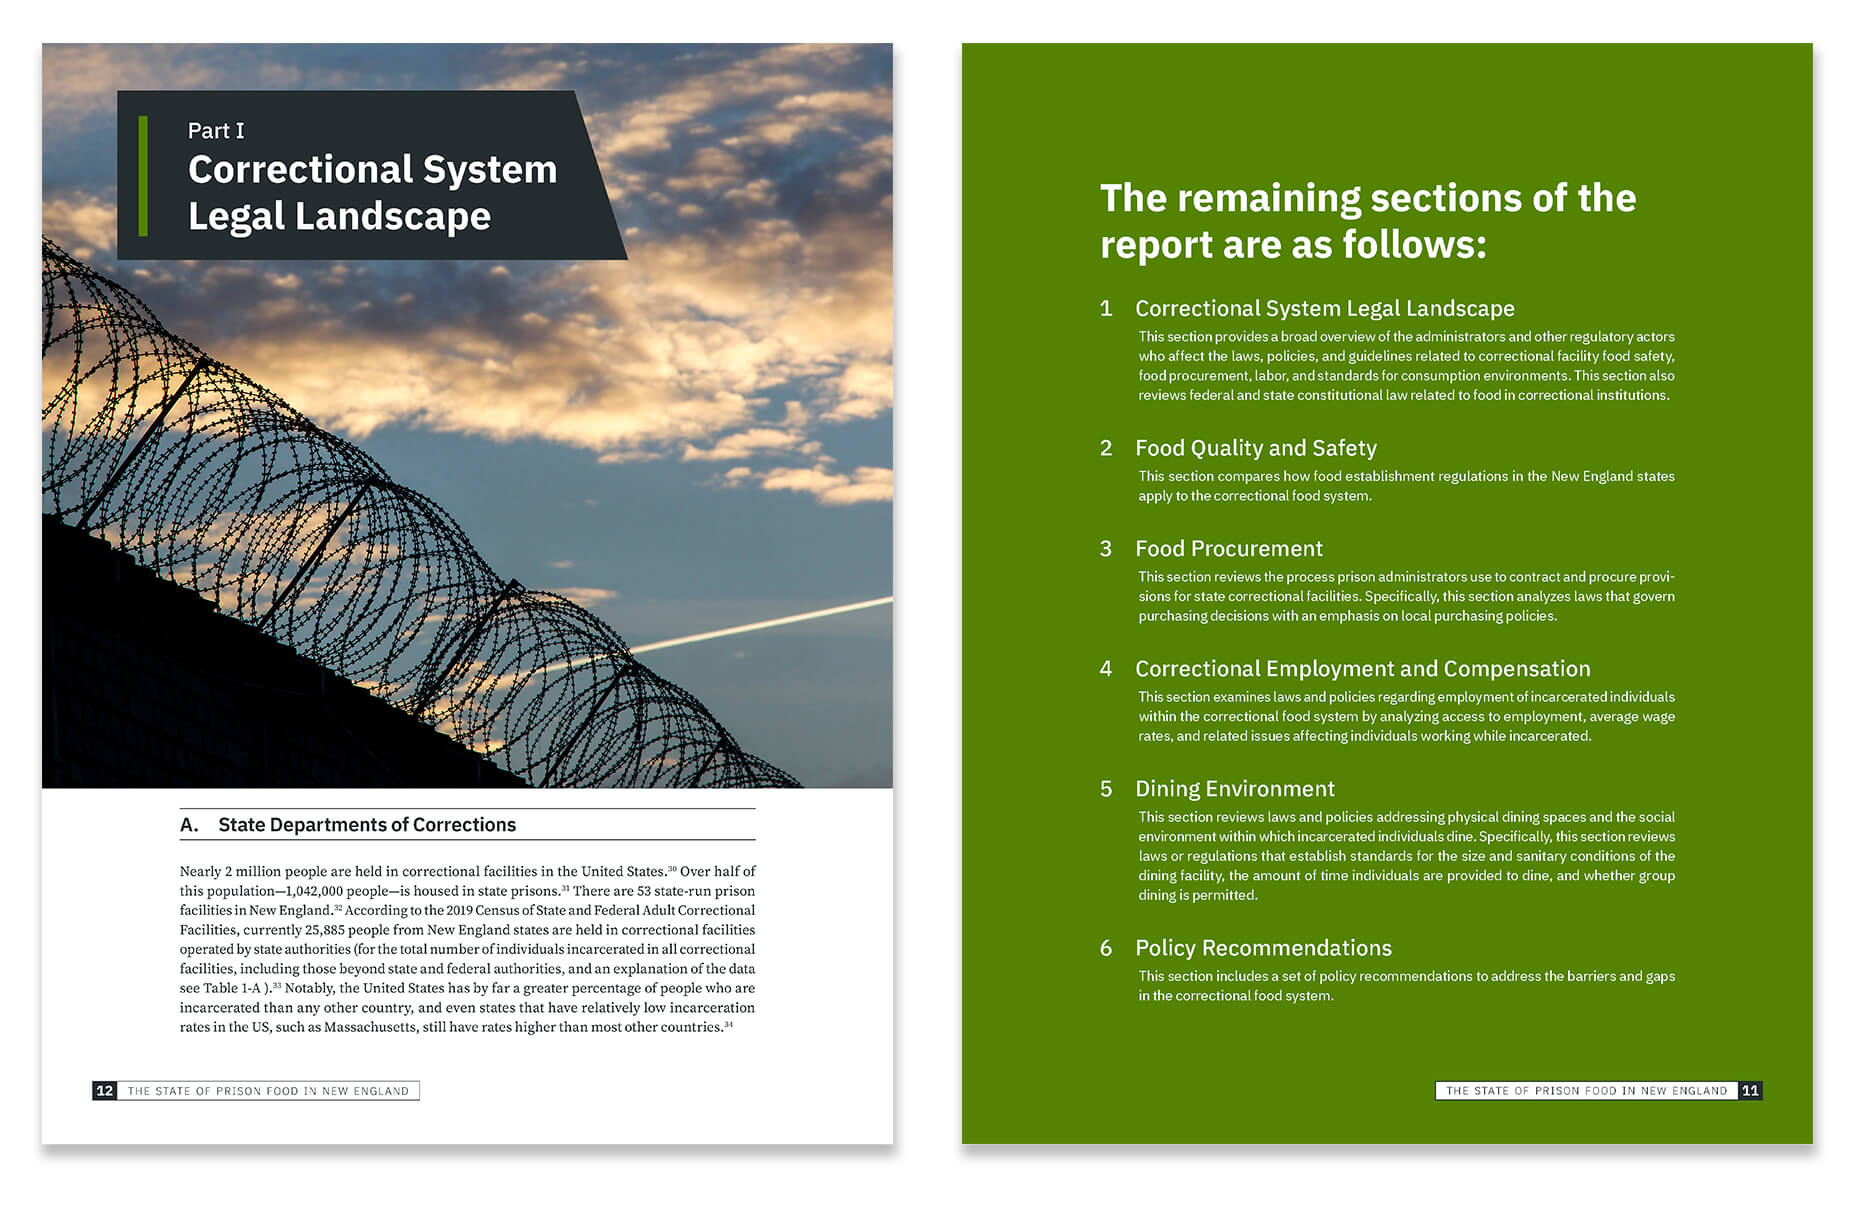 Part I
Correctional System
Legal Landscape
A. State Departments of Corrections
Nearly 2 million people are held in correctional facilities in the United States.³⁰ Over half of
this population—1,042,000 people—is housed in state prisons.³¹ There are 53 state-run prison
facilities in New England.³² According to the 2019 Census of State and Federal Adult Correctional
Facilities, currently 25,885 people from New England states are held in correctional facilities
operated by state authorities (for the total number of individuals incarcerated in all correctional
facilities, including those beyond state and federal authorities, and an explanation of the data
see Table 1-A ).³³ Notably, the United States has by far a greater percentage of people who are
incarcerated than any other country, and even states that have relatively low incarceration
rates in the US, such as Massachusetts, still have rates higher than most other countries.³⁴
12 THE STATE OF PRISON FOOD IN NEW ENGLAND
The remaining sections of the
report are as follows:
1 Correctional System Legal Landscape
This section provides a broad overview of the administrators and other regulatory actors
who affect the laws, policies, and guidelines related to correctional facility food safety,
food procurement, labor, and standards for consumption environments. This section also
reviews federal and state constitutional law related to food in correctional institutions.
2 Food Quality and Safety
This section compares how food establishment regulations in the New England states
apply to the correctional food system.
3 Food Procurement
This section reviews the process prison administrators use to contract and procure provi-
sions for state correctional facilities. Specifically, this section analyzes laws that govern
purchasing decisions with an emphasis on local purchasing policies.
4 Correctional Employment and Compensation
This section examines laws and policies regarding employment of incarcerated individuals
within the correctional food system by analyzing access to employment, average wage
rates, and related issues affecting individuals working while incarcerated.
5 Dining Environment
This section reviews laws and policies addressing physical dining spaces and the social
environment within which incarcerated individuals dine. Specifically, this section reviews
laws or regulations that establish standards for the size and sanitary conditions of the
dining facility, the amount of time individuals are provided to dine, and whether group
dining is permitted.
6 Policy Recommendations
This section includes a set of policy recommendations to address the barriers and gaps
in the correctional food system.
THE STATE OF PRISON FOOD IN NEW ENGLAND 11